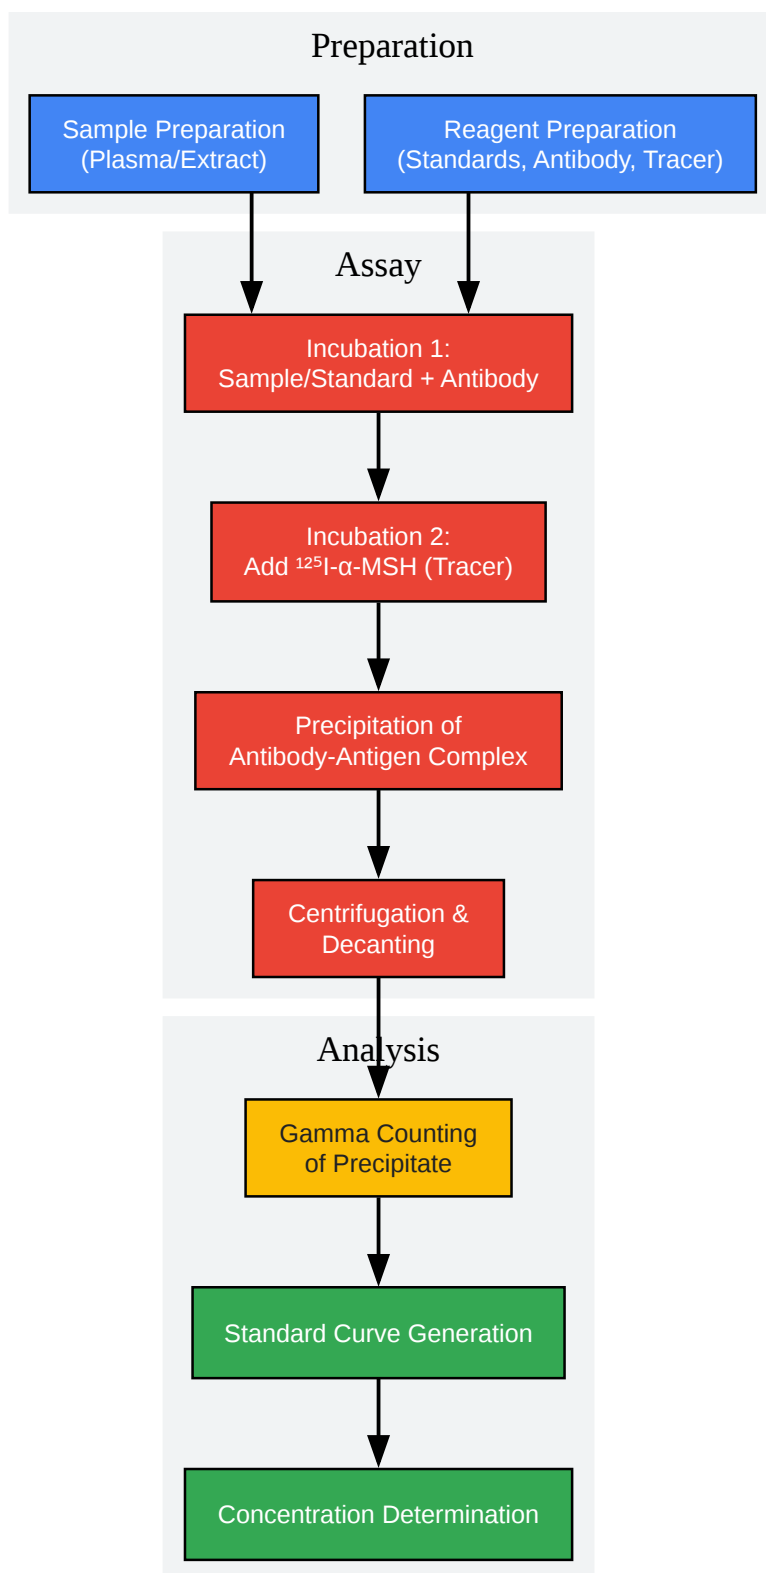 Preparation
Sample Preparation
(Plasma/Extract)
Reagent Preparation
(Standards, Antibody, Tracer)
Assay
Incubation 1:
Sample/Standard + Antibody
Incubation 2:
Add ¹²⁵I-α-MSH (Tracer)
Precipitation of
Antibody-Antigen Complex
Centrifugation &
Decanting
Analysis
Gamma Counting
of Precipitate
Standard Curve Generation
Concentration Determination